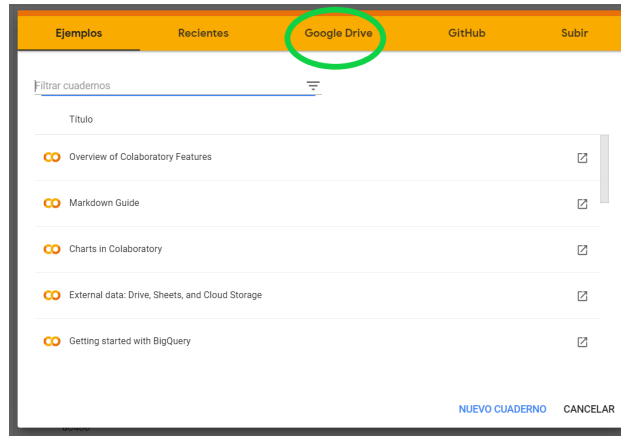 Ejemplos Recientes Google Drive GitHub Subir
Filtrar cuadernos
Título
Overview of Colaboratory Features
Markdown Guide
Charts in Colaboratory
External data: Drive, Sheets, and Cloud Storage
Getting started with BigQuery
NUEVO CUADERNO CANCELAR